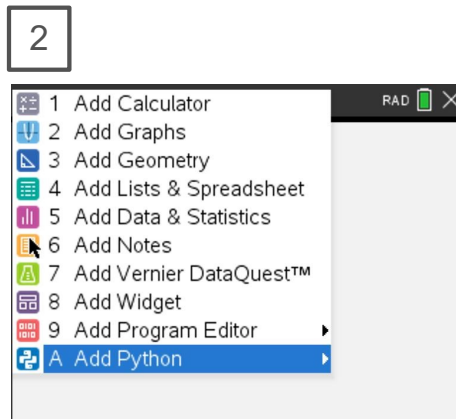 2
RAD
1 Add Calculator
2 Add Graphs
3 Add Geometry
4 Add Lists & Spreadsheet
5 Add Data & Statistics
6 Add Notes
7 Add Vernier DataQuest™
8 Add Widget
9 Add Program Editor
A Add Python